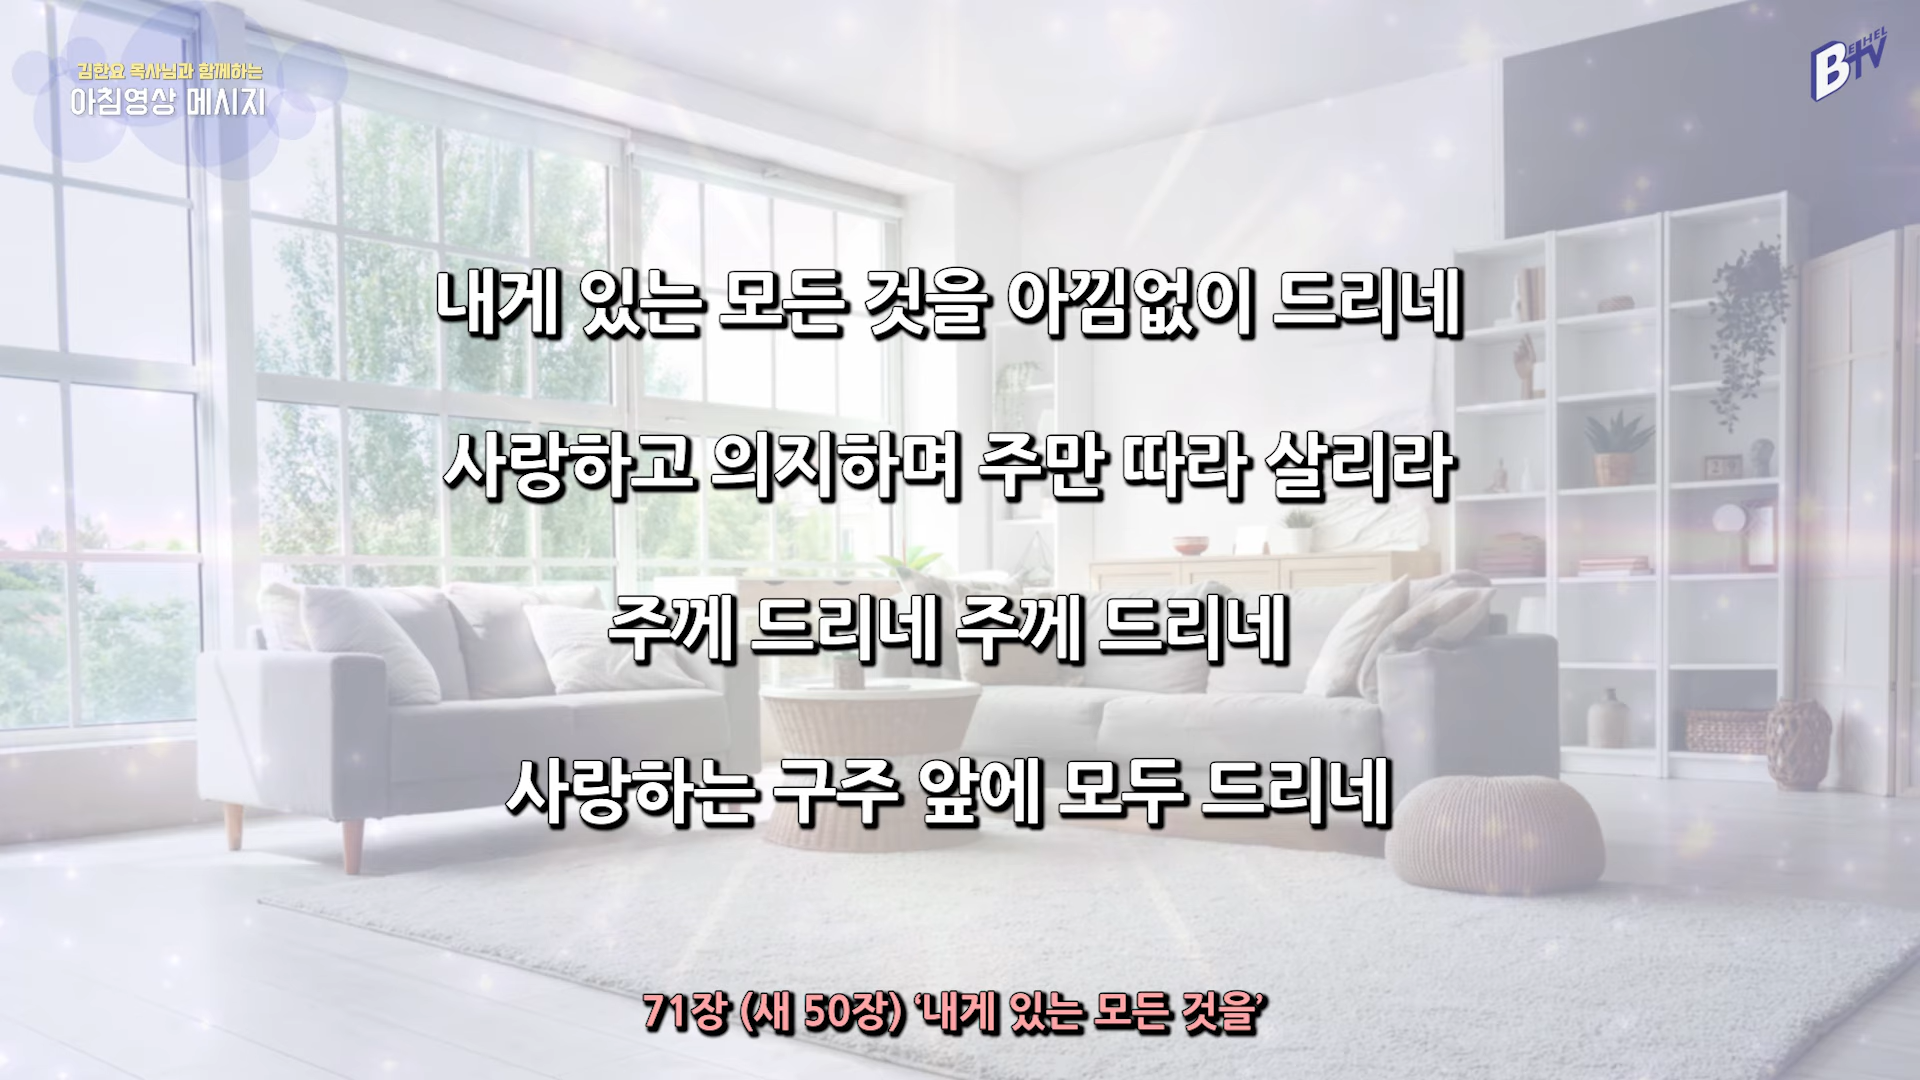 김한요 목사님과 함께하는
아침영상 메시지
BETHEL TV
내게 있는 모든 것을 아낌없이 드리네
사랑하고 의지하며 주만 따라 살리라
주께 드리네 주께 드리네
사랑하는 구주 앞에 모두 드리네
71장 (새 50장) ‘내게 있는 모든 것을’